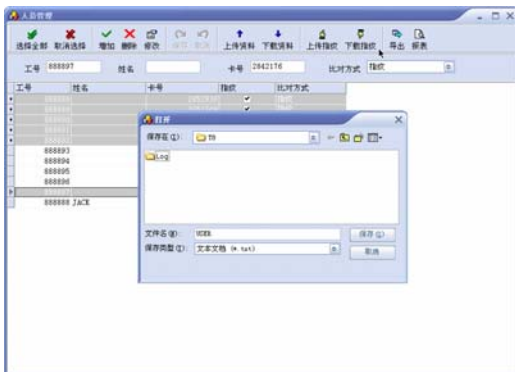 人员管理
选择全部 取消选择 增加 删除 修改 保存 取消 上传资料 下载资料 上传指纹 下载指纹 导出 报表
工号 888897 姓名 卡号 2842176 比对方式 指纹
工号 姓名 卡号 指纹 比对方式
888893
888894
888895
888896
888888 JACK
打开
保存在(I): T8
Log
文件名(N): USER 保存(S)
保存类型(T): 文本文档 (*.txt) 取消